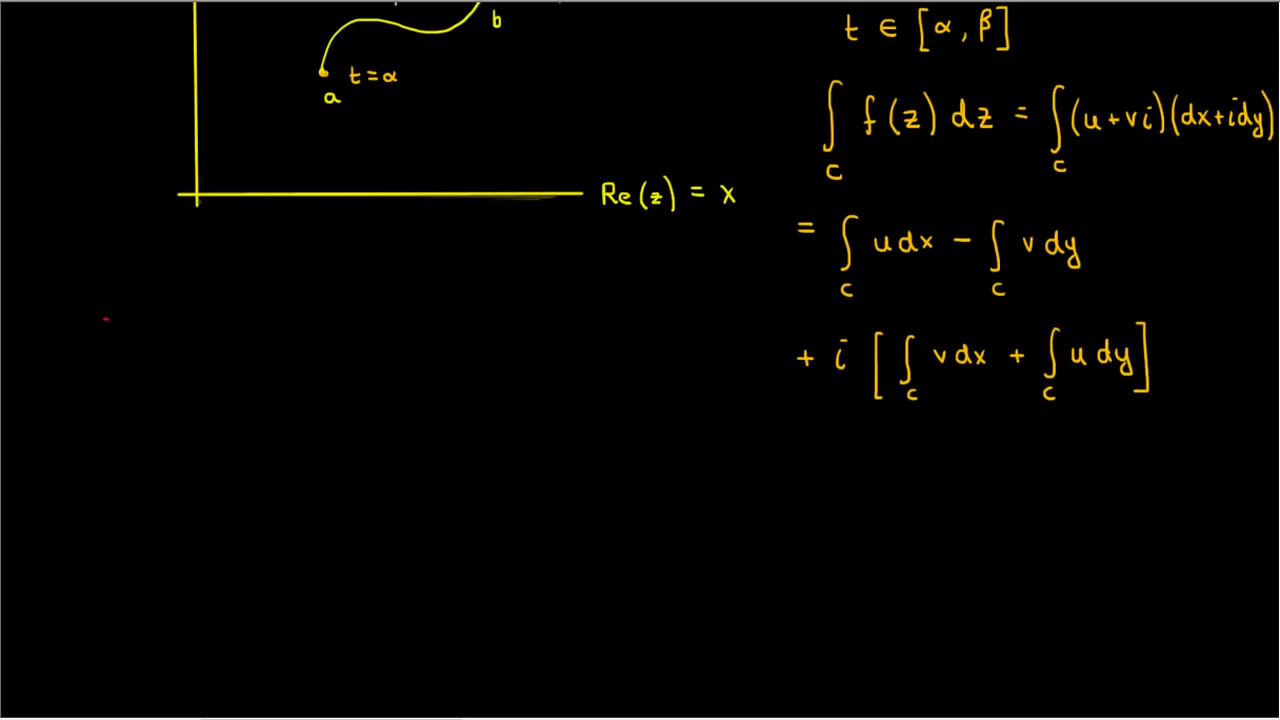 b
t = α
a
Re(z) = x
t ∈ [α, β]
∫_C f(z) dz = ∫_C (u + vi)(dx + idy)
= ∫_C u dx − ∫_C v dy
+ i [ ∫_C v dx + ∫_C u dy ]